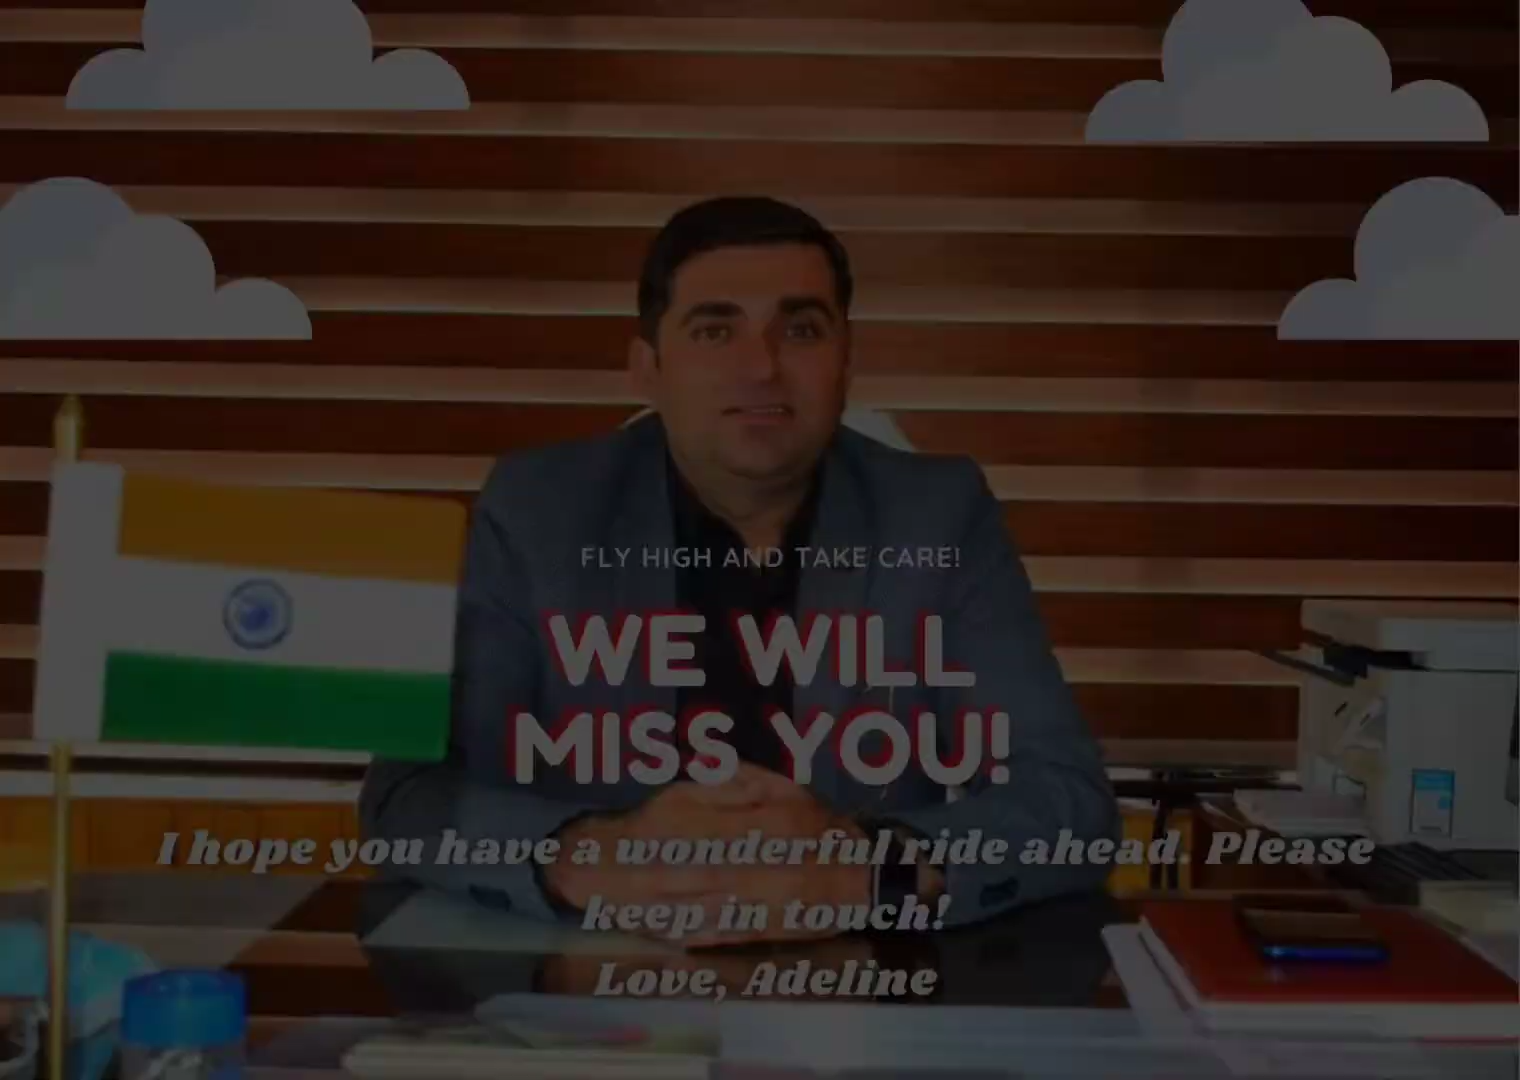 FLY HIGH AND TAKE CARE!
WE WILL
MISS YOU!
I hope you have a wonderful ride ahead. Please
keep in touch!
Love, Adeline